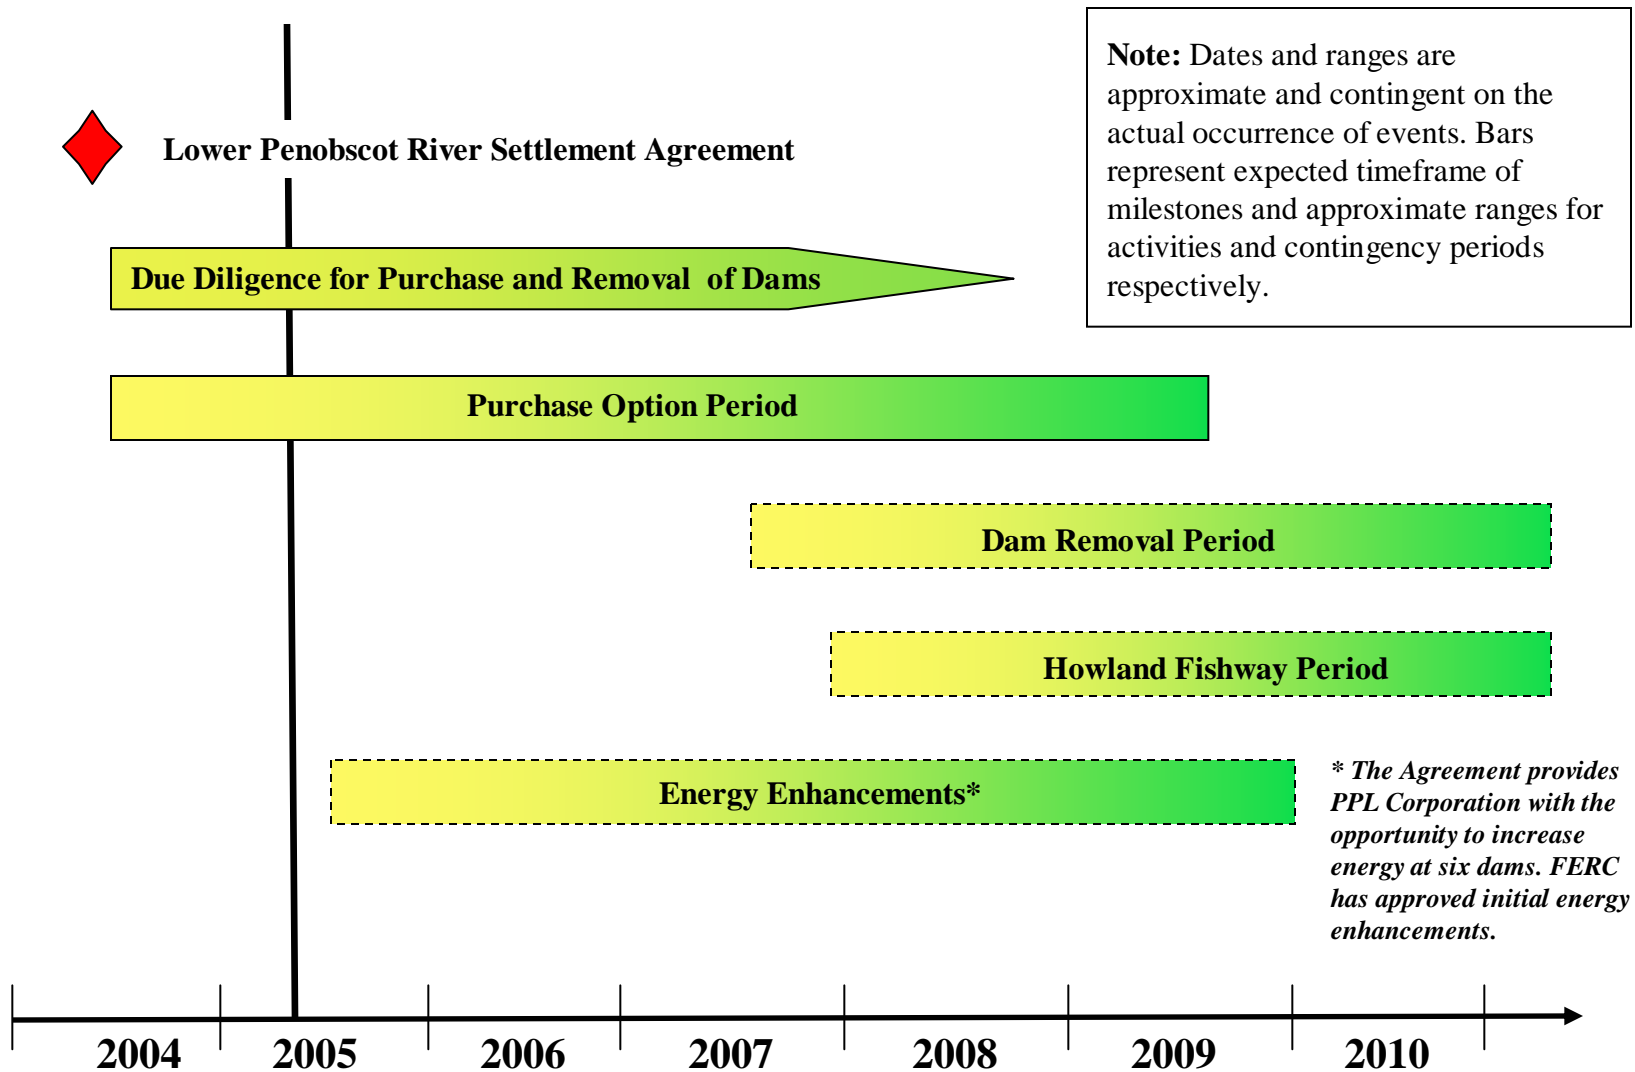 Note: Dates and ranges are
approximate and contingent on the
actual occurrence of events. Bars
represent expected timeframe of
milestones and approximate ranges for
activities and contingency periods
respectively.
Lower Penobscot River Settlement Agreement
Due Diligence for Purchase and Removal of Dams
Purchase Option Period
Dam Removal Period
Howland Fishway Period
Energy Enhancements*
* The Agreement provides
PPL Corporation with the
opportunity to increase
energy at six dams. FERC
has approved initial energy
enhancements.
2004 2005 2006 2007 2008 2009 2010